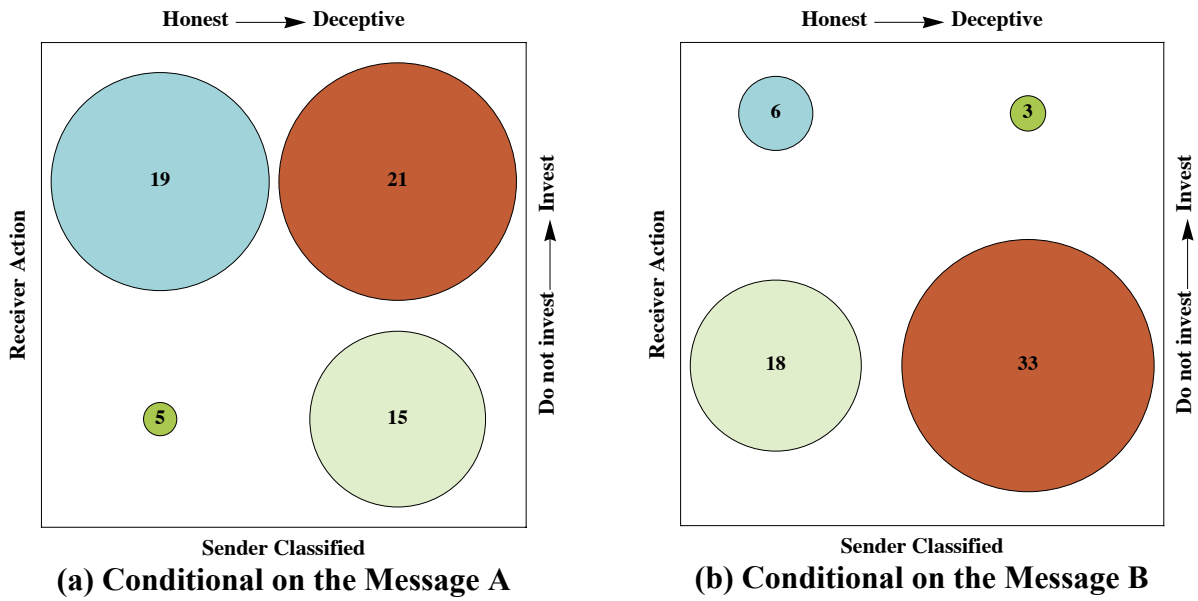 Honest Deceptive
19
21
5
15
Receiver Action
Do not invest Invest
Sender Classified
(a) Conditional on the Message A
Honest Deceptive
6
3
18
33
Receiver Action
Do not invest Invest
Sender Classified
(b) Conditional on the Message B